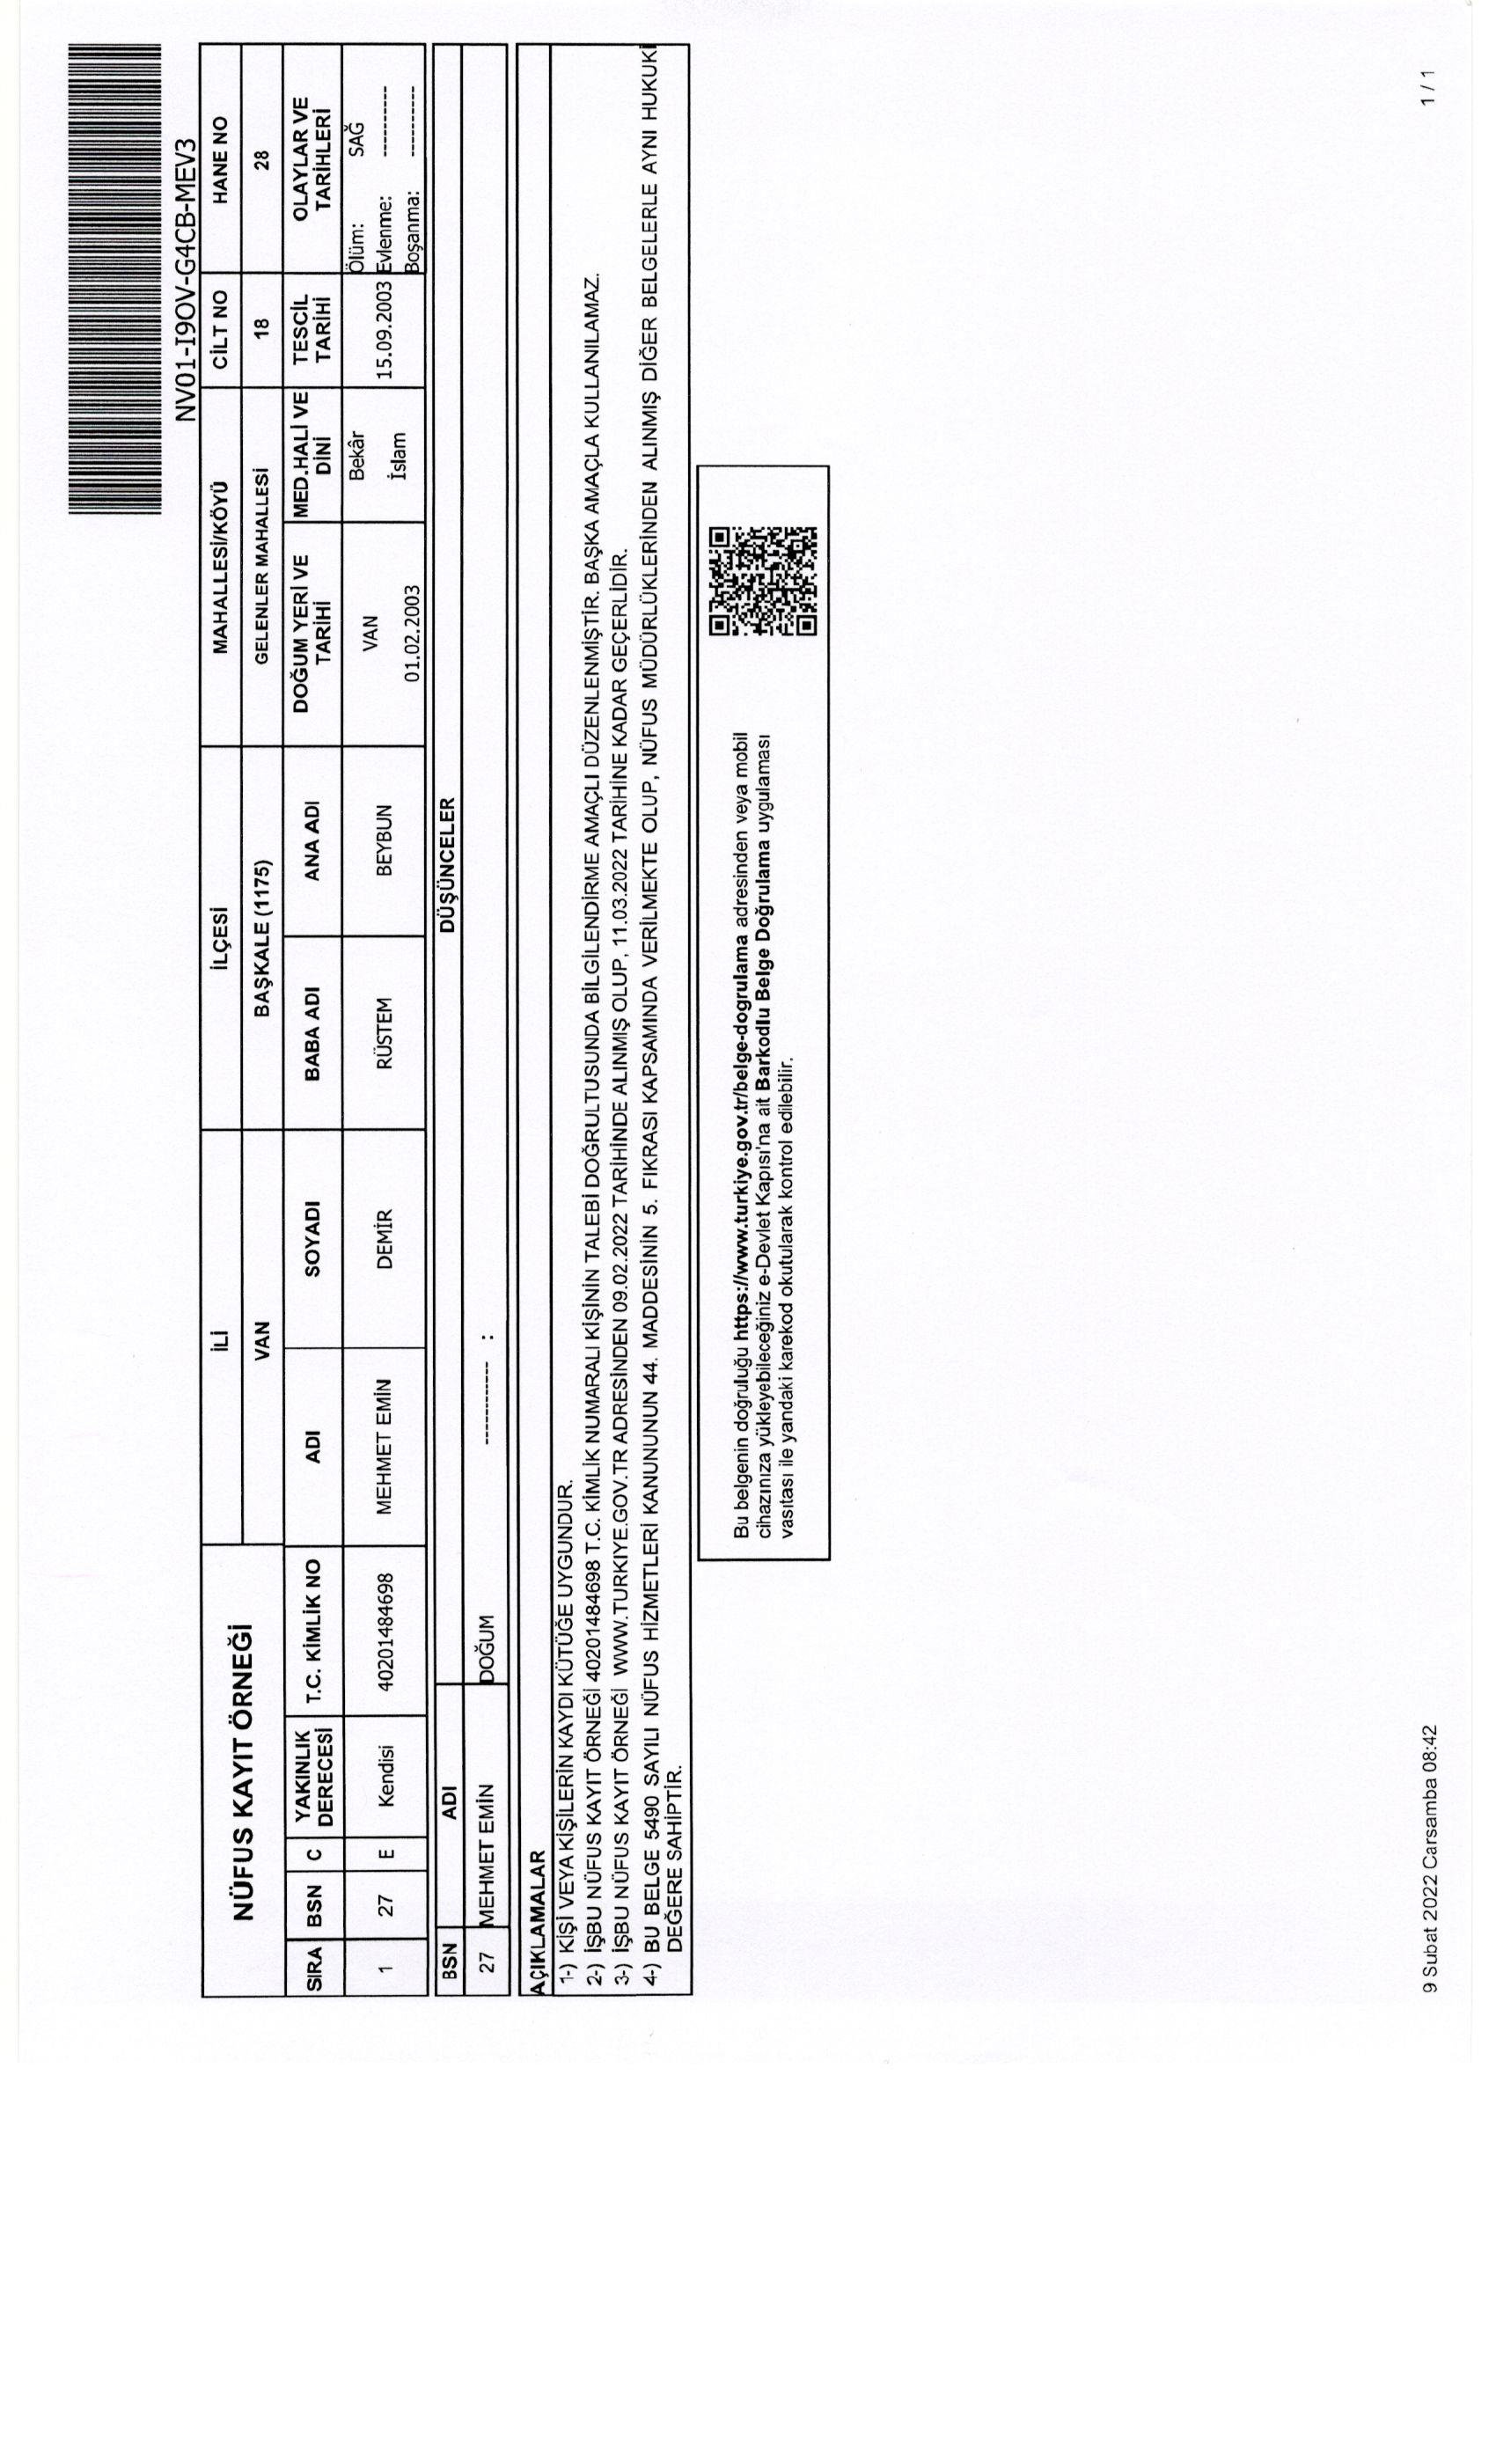 NV01-I9OV-G4CB-MEV3
NÜFUS KAYIT ÖRNEĞİ
İLİ İLÇESİ MAHALLESİ/KÖYÜ CİLT NO HANE NO
VAN BAŞKALE (1175) GELENLER MAHALLESİ 18 28
SIRA BSN C YAKINLIK DERECESİ T.C. KİMLİK NO ADI SOYADI BABA ADI ANA ADI DOĞUM YERİ VE TARİHİ MED.HALİ VE DİNİ TESCİL TARİHİ OLAYLAR VE TARİHLERİ
1 27 E Kendisi 40201484698 MEHMET EMİN DEMİR RÜSTEM BEYBUN VAN 01.02.2003 Bekâr İslam 15.09.2003 Ölüm: SAĞ
Evlenme: ----------
Boşanma: ----------
BSN ADI DÜŞÜNCELER
27 MEHMET EMİN DOĞUM ------------ :
AÇIKLAMALAR
1-) KİŞİ VEYA KİŞİLERİN KAYDI KÜTÜĞE UYGUNDUR.
2-) İŞBU NÜFUS KAYIT ÖRNEĞİ 40201484698 T.C. KİMLİK NUMARALI KİŞİNİN TALEBİ DOĞRULTUSUNDA BİLGİLENDİRME AMAÇLI DÜZENLENMİŞTİR. BAŞKA AMAÇLA KULLANILAMAZ.
3-) İŞBU NÜFUS KAYIT ÖRNEĞİ WWW.TURKIYE.GOV.TR ADRESİNDEN 09.02.2022 TARİHİNDE ALINMIŞ OLUP, 11.03.2022 TARİHİNE KADAR GEÇERLİDİR.
4-) BU BELGE 5490 SAYILI NÜFUS HİZMETLERİ KANUNUNUN 44. MADDESİNİN 5. FIKRASI KAPSAMINDA VERİLMEKTE OLUP, NÜFUS MÜDÜRLÜKLERİNDEN ALINMIŞ DİĞER BELGELERLE AYNI HUKUKİ
DEĞERE SAHİPTİR.
Bu belgenin doğruluğu https://www.turkiye.gov.tr/belge-dogrulama adresinden veya mobil
cihazınıza yükleyebileceğiniz e-Devlet Kapısı'na ait Barkodlu Belge Doğrulama uygulaması
vasıtası ile yandaki karekod okutularak kontrol edilebilir.
9 Subat 2022 Carsamba 08:42
1 / 1